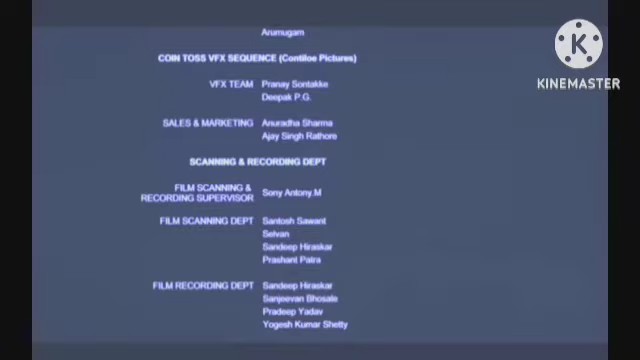 Arumugam
COIN TOSS VFX SEQUENCE (Contiloe Pictures)
VFX TEAM Pranay Sontakke
Deepak P.G.
SALES & MARKETING Anuradha Sharma
Ajay Singh Rathore
SCANNING & RECORDING DEPT
FILM SCANNING &
RECORDING SUPERVISOR Sony Antony.M
FILM SCANNING DEPT Santosh Sawant
Selvan
Sandeep Hiraskar
Prashant Patra
FILM RECORDING DEPT Sandeep Hiraskar
Sanjeevan Bhosale
Pradeep Yadav
Yogesh Kumar Shetty
K
KINEMASTER